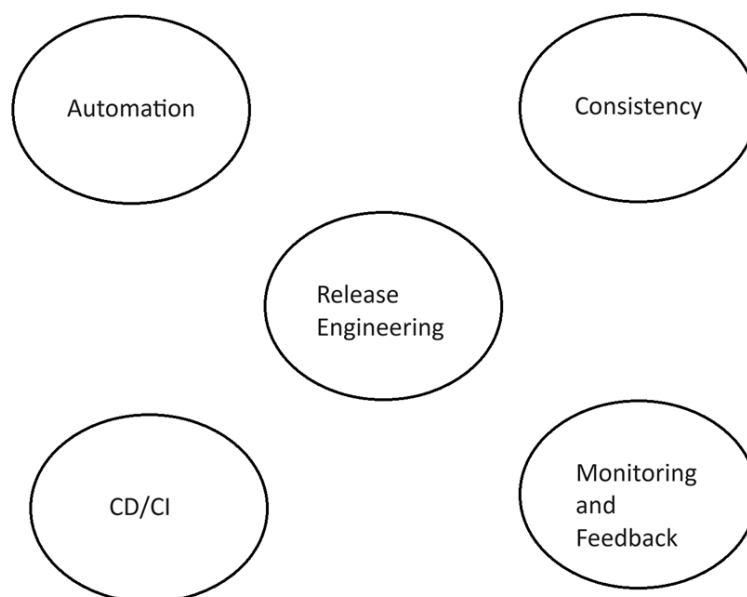 Automation
Consistency
Release
Engineering
CD/CI
Monitoring
and
Feedback